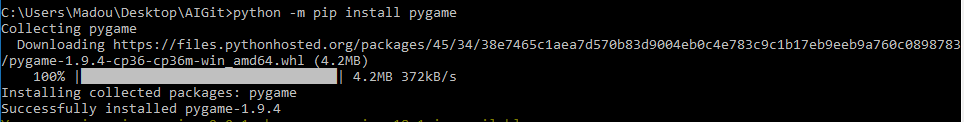 C:\Users\Madou\Desktop\AIGit>python -m pip install pygame
Collecting pygame
  Downloading https://files.pythonhosted.org/packages/45/34/38e7465c1aea7d570b83d9004eb0c4e783c9c1b17eb9eeb9a760c0898783
/pygame-1.9.4-cp36-cp36m-win_amd64.whl (4.2MB)
    100% |████████████████████████████████| 4.2MB 372kB/s
Installing collected packages: pygame
Successfully installed pygame-1.9.4